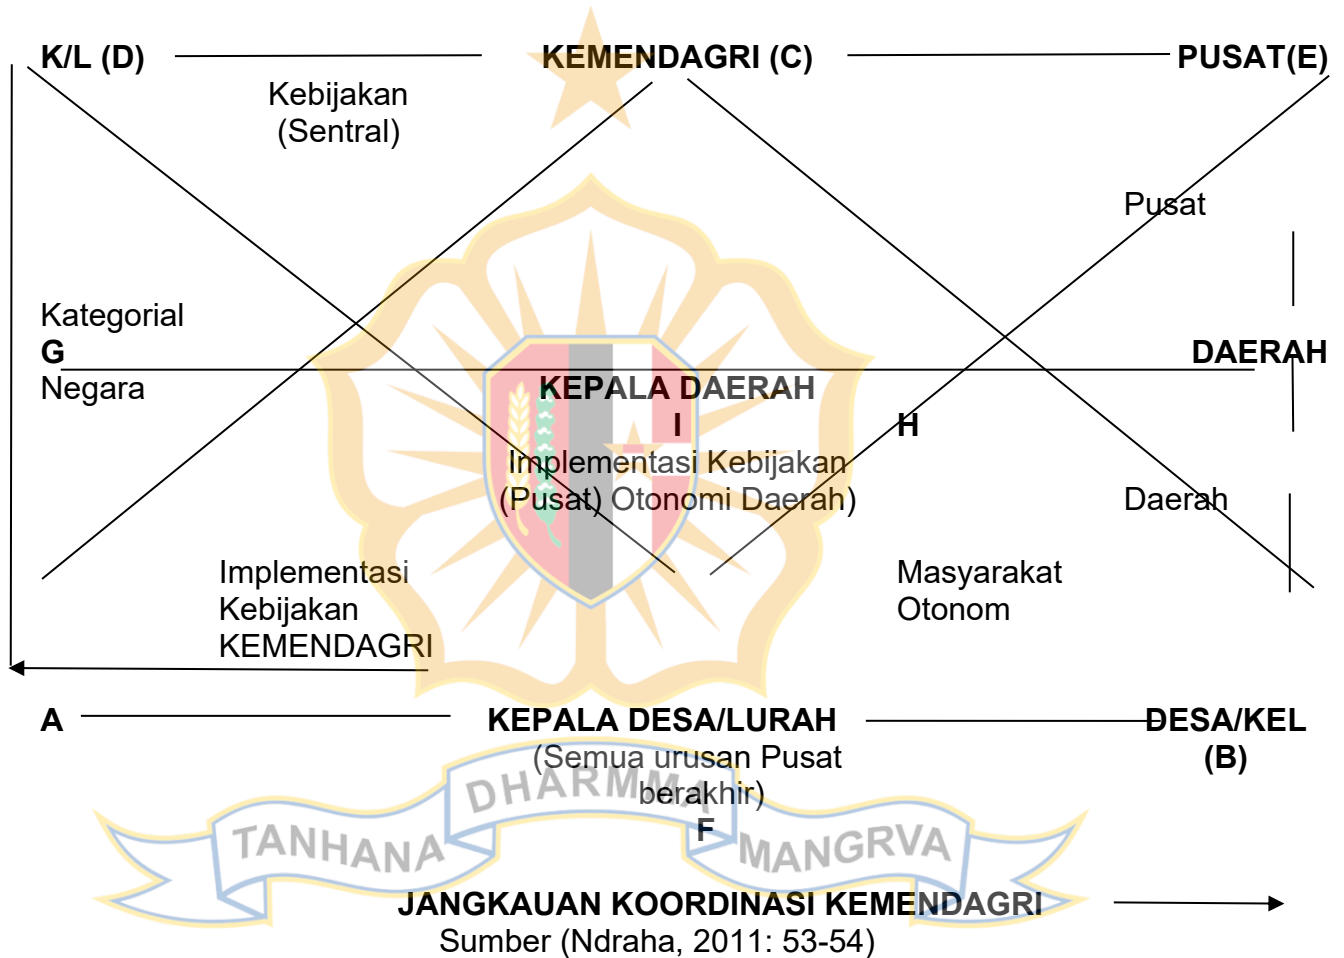 K/L (D) KEMENDAGRI (C) PUSAT(E)
Kebijakan
(Sentral)
Pusat
Kategorial
G DAERAH
Negara KEPALA DAERAH
I H
Implementasi Kebijakan
(Pusat) Otonomi Daerah) Daerah
Implementasi Masyarakat
Kebijakan Otonom
KEMENDAGRI
A KEPALA DESA/LURAH DESA/KEL
(Semua urusan Pusat (B)
berakhir)
F
DHARMMA
TANHANA MANGRVA
JANGKAUAN KOORDINASI KEMENDAGRI
Sumber (Ndraha, 2011: 53-54)